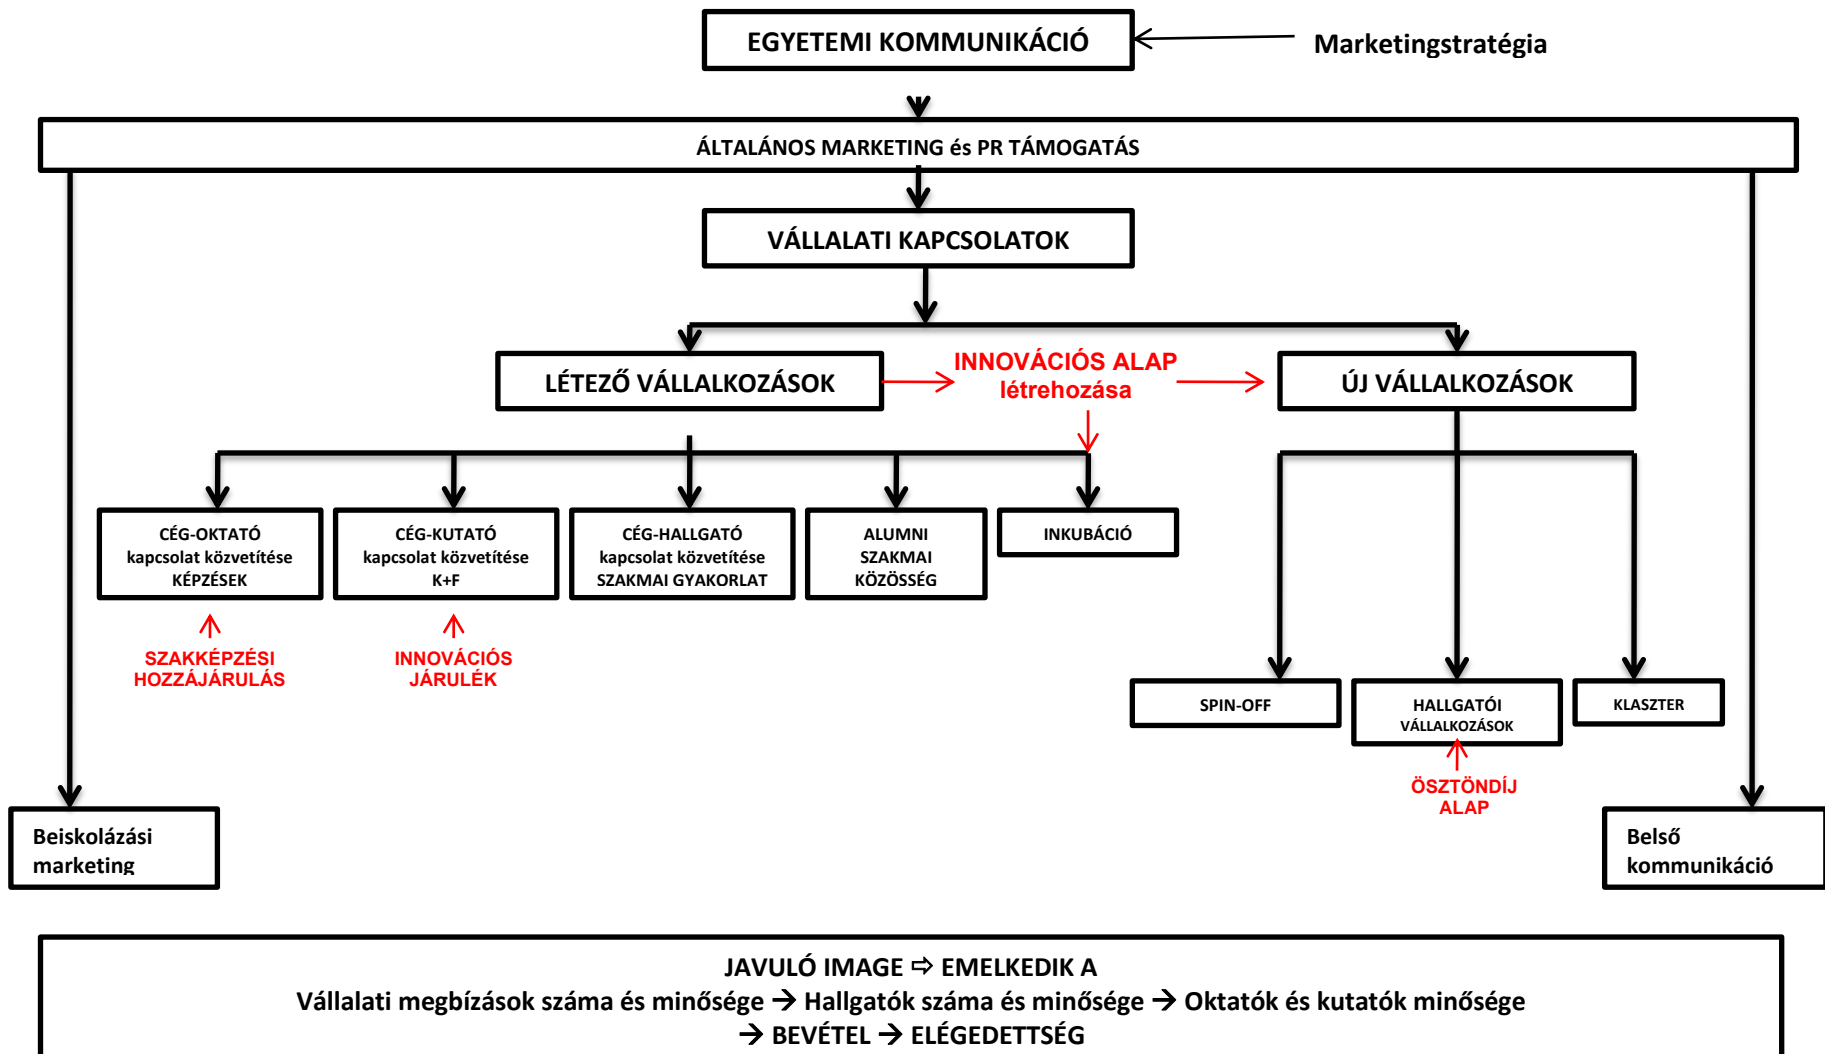 EGYETEMI KOMMUNIKÁCIÓ
Marketingstratégia
ÁLTALÁNOS MARKETING és PR TÁMOGATÁS
VÁLLALATI KAPCSOLATOK
LÉTEZŐ VÁLLALKOZÁSOK
INNOVÁCIÓS ALAP
létrehozása
ÚJ VÁLLALKOZÁSOK
CÉG-OKTATÓ
kapcsolat közvetítése
KÉPZÉSEK
CÉG-KUTATÓ
kapcsolat közvetítése
K+F
CÉG-HALLGATÓ
kapcsolat közvetítése
SZAKMAI GYAKORLAT
ALUMNI
SZAKMAI
KÖZÖSSÉG
INKUBÁCIÓ
SZAKKÉPZÉSI
HOZZÁJÁRULÁS
INNOVÁCIÓS
JÁRULÉK
SPIN-OFF
HALLGATÓI
VÁLLALKOZÁSOK
KLASZTER
ÖSZTÖNDÍJ
ALAP
Beiskolázási
marketing
Belső
kommunikáció
JAVULÓ IMAGE ⇨ EMELKEDIK A
Vállalati megbízások száma és minősége → Hallgatók száma és minősége → Oktatók és kutatók minősége
→ BEVÉTEL → ELÉGEDETTSÉG